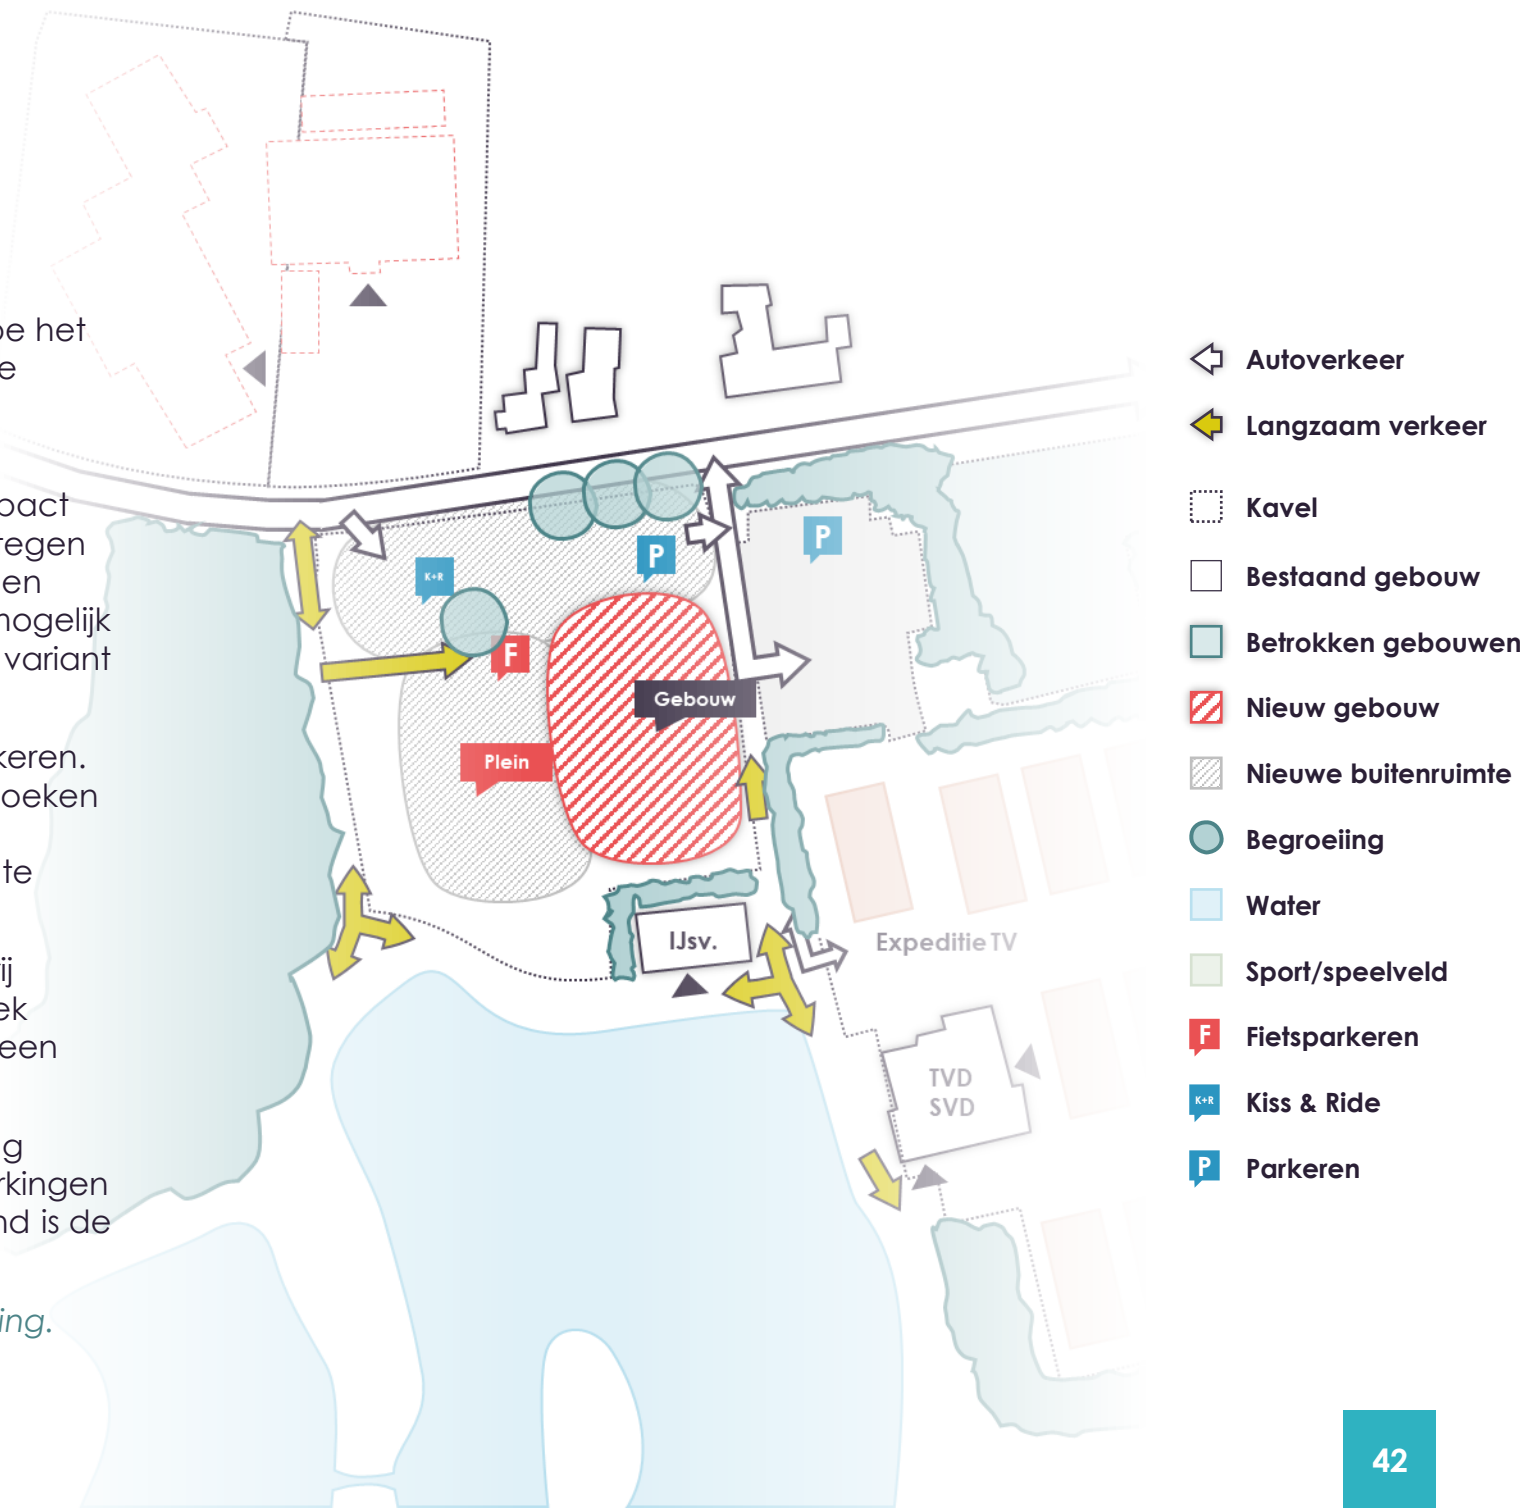 oe het
e
pact
regen
en
mogelijk
variant
keren.
oeken
te
ij
ek
een
g
rkingen
nd is de
ing.
K+R
P
P
F
Gebouw
Plein
IJsv.
Expeditie TV
TVD
SVD
Autoverkeer
Langzaam verkeer
Kavel
Bestaand gebouw
Betrokken gebouwen
Nieuw gebouw
Nieuwe buitenruimte
Begroeiing
Water
Sport/speelveld
F Fietsparkeren
K+R Kiss & Ride
P Parkeren
42